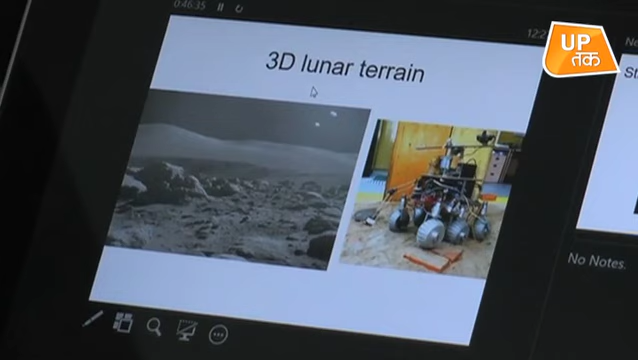 0:46:35
UP
तक
3D lunar terrain
No Notes.